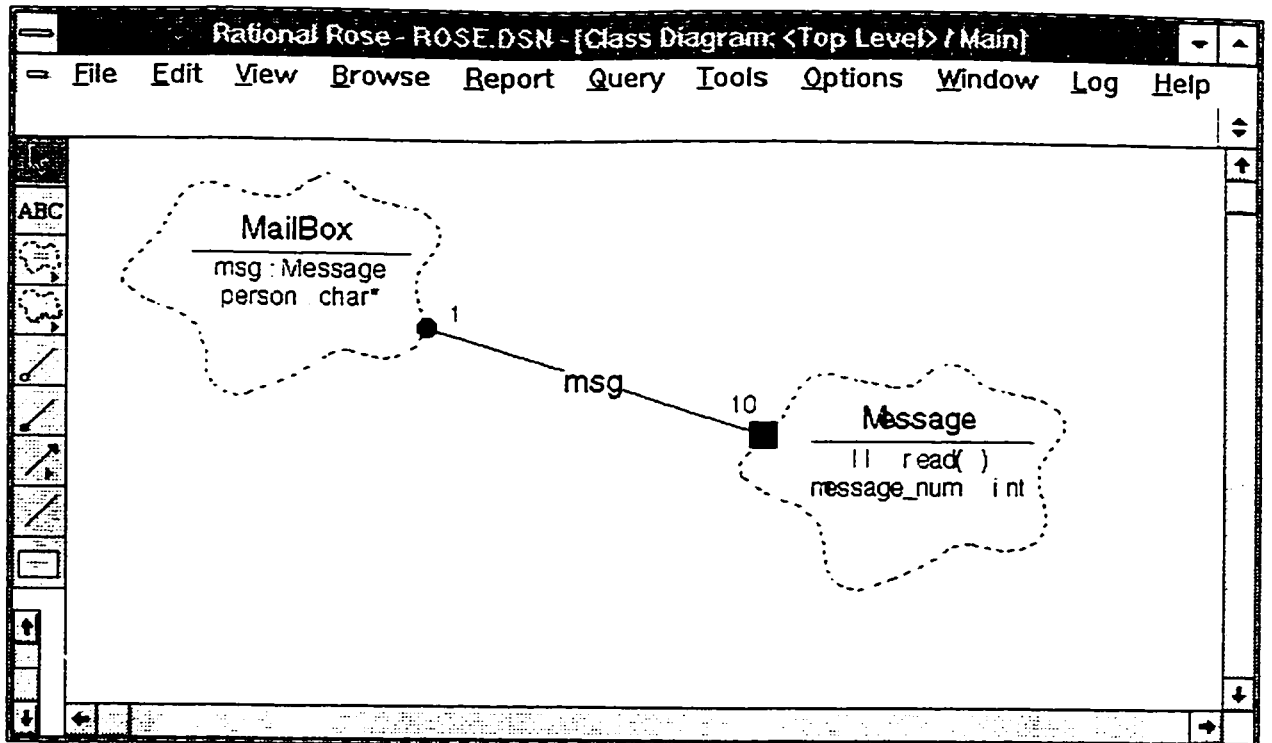 Rational Rose - ROSE.DSN - [Class Diagram: <Top Level> / Main]
File Edit View Browse Report Query Tools Options Window Log Help
ABC
MailBox
msg : Message
person char*
1
msg
10
Message
|| read( )
message_num int